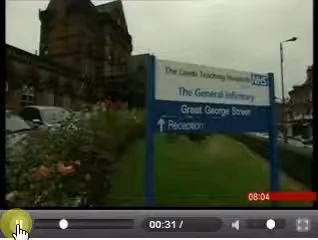 The Leeds Teaching Hospitals NHS
The General Infirmary
Great George Street
↑ Reception
08:04
00:31 /